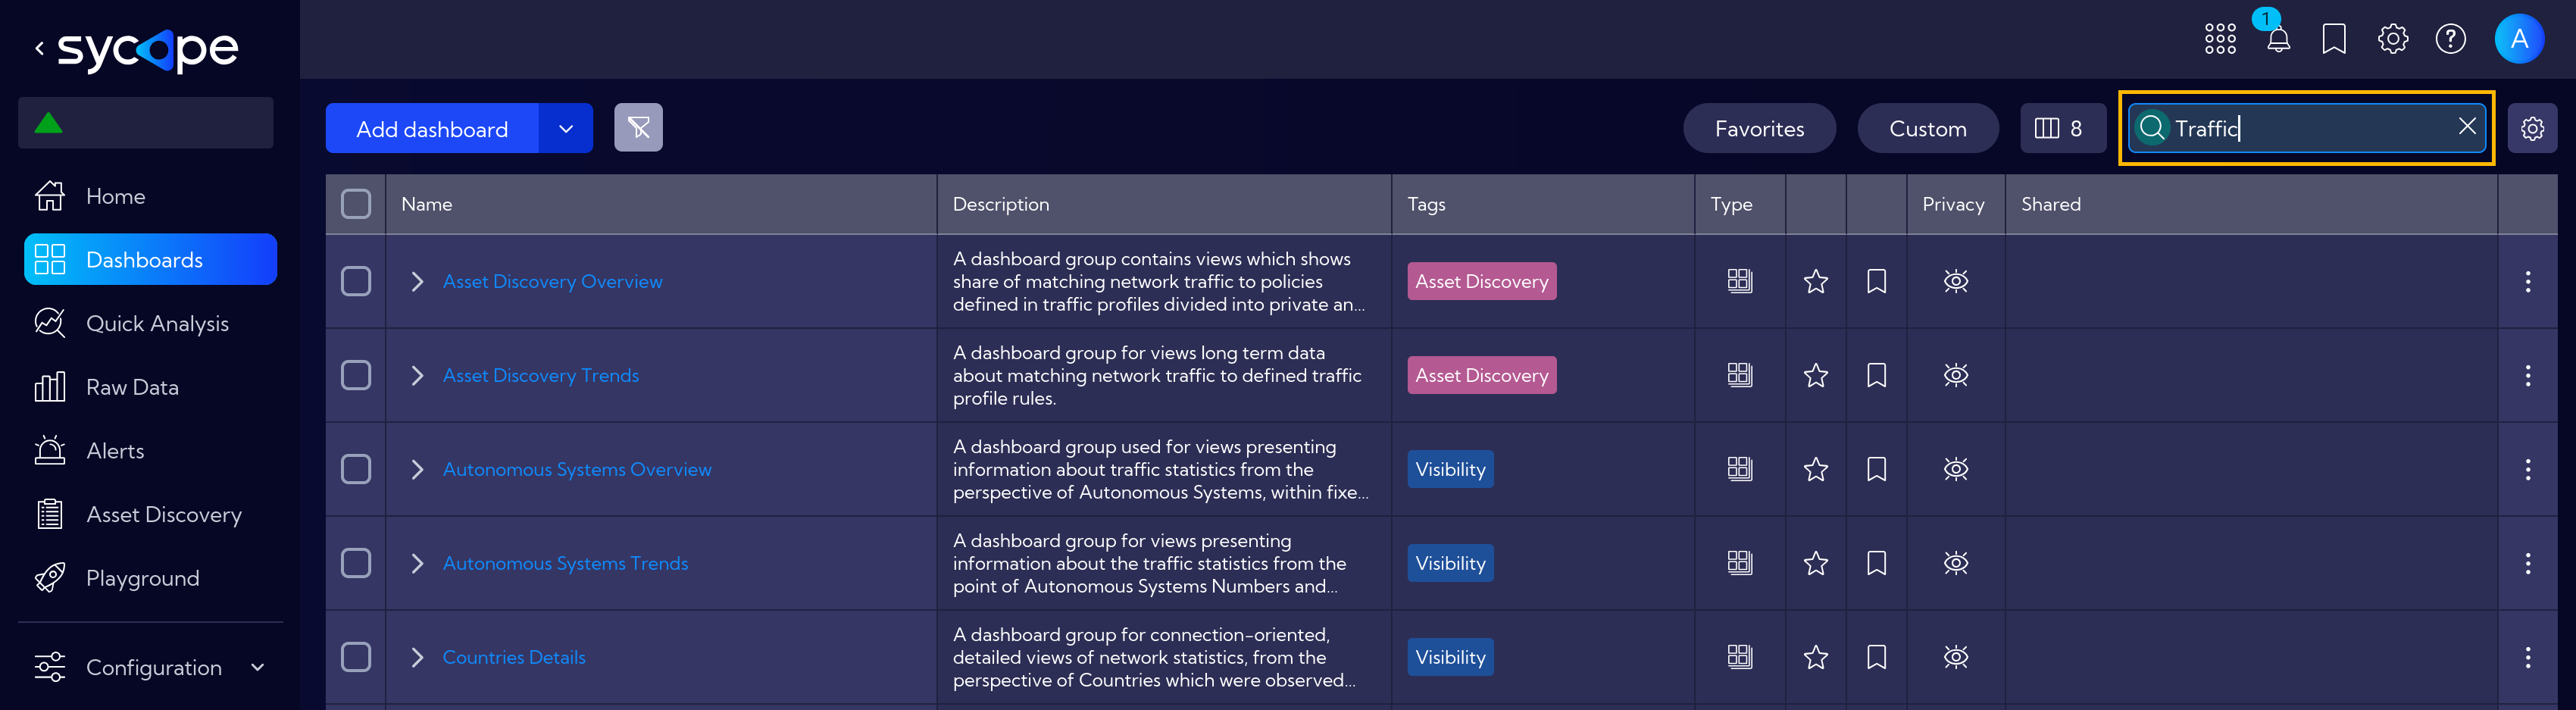 sycope
1
A
Add dashboard
Favorites
Custom
8
Traffic
Home
Dashboards
Quick Analysis
Raw Data
Alerts
Asset Discovery
Playground
Configuration
Name
Description
Tags
Type
Privacy
Shared
Asset Discovery Overview
A dashboard group contains views which shows
share of matching network traffic to policies
defined in traffic profiles divided into private an...
Asset Discovery
Asset Discovery Trends
A dashboard group for views long term data
about matching network traffic to defined traffic
profile rules.
Asset Discovery
Autonomous Systems Overview
A dashboard group used for views presenting
information about traffic statistics from the
perspective of Autonomous Systems, within fixe...
Visibility
Autonomous Systems Trends
A dashboard group for views presenting
information about the traffic statistics from the
point of Autonomous Systems Numbers and...
Visibility
Countries Details
A dashboard group for connection-oriented,
detailed views of network statistics, from the
perspective of Countries which were observed...
Visibility